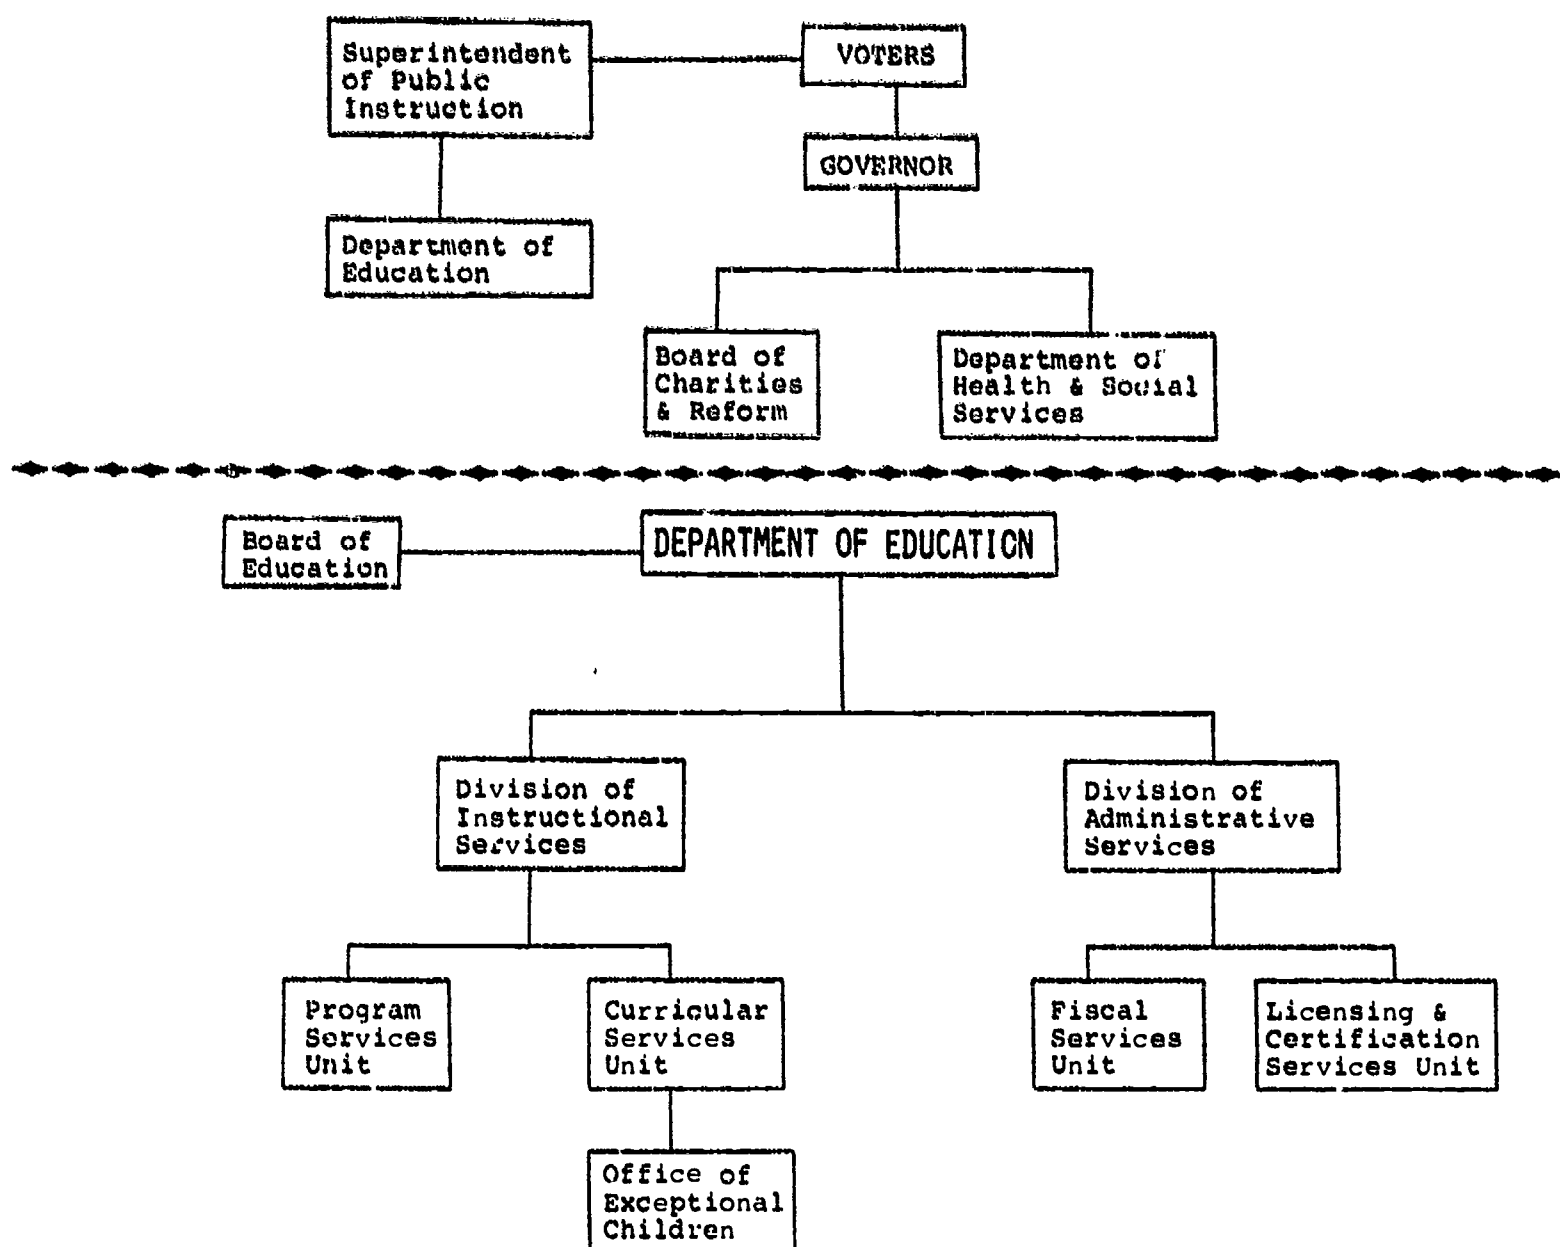 Superintendent
of Public
Instruction
VOTERS
GOVERNOR
Department of
Education
Board of
Charities
& Reform
Department of
Health & Social
Services
Board of
Education
DEPARTMENT OF EDUCATION
Division of
Instructional
Services
Division of
Administrative
Services
Program
Services
Unit
Curricular
Services
Unit
Fiscal
Services
Unit
Licensing &
Certification
Services Unit
Office of
Exceptional
Children